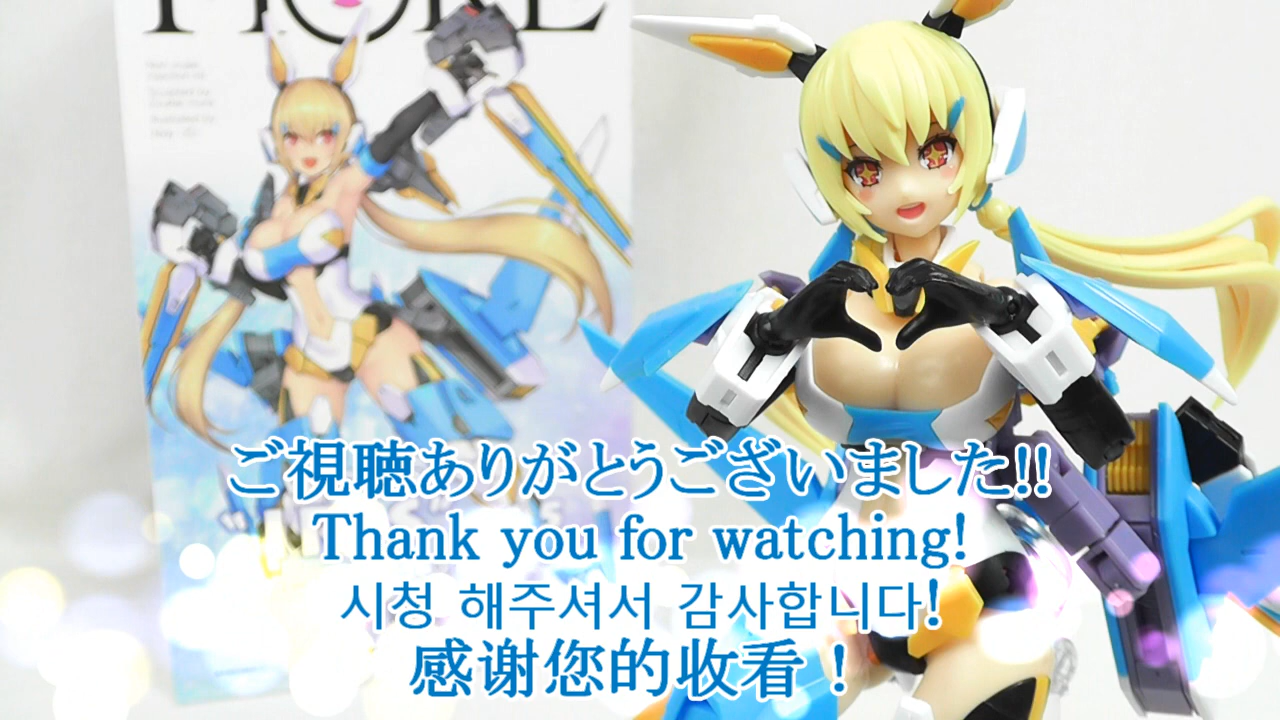 ご視聴ありがとうございました!!
Thank you for watching!
시청 해주셔서 감사합니다!
感谢您的收看！